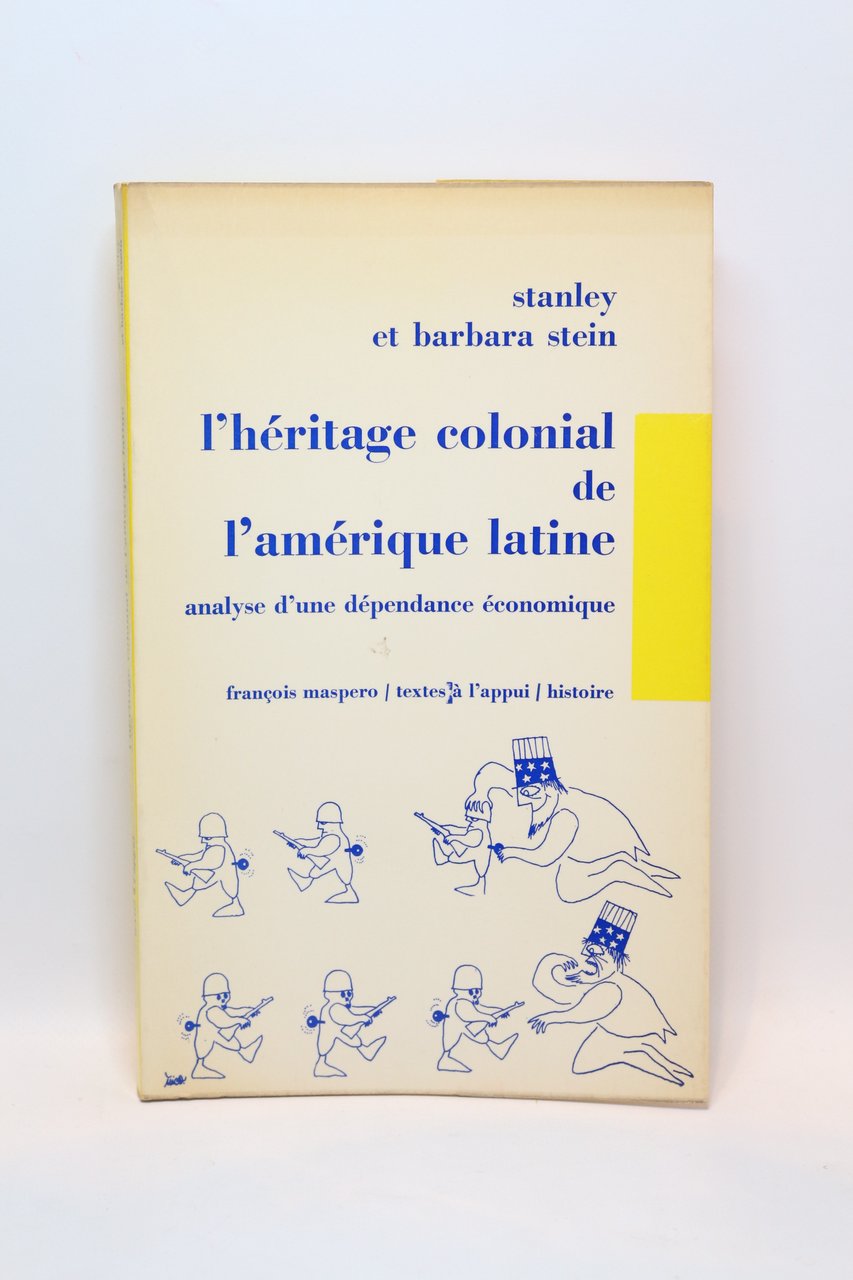 stanley
et barbara stein
l'héritage colonial
de
l'amérique latine
analyse d'une dépendance économique
françois maspero / textes à l'appui / histoire